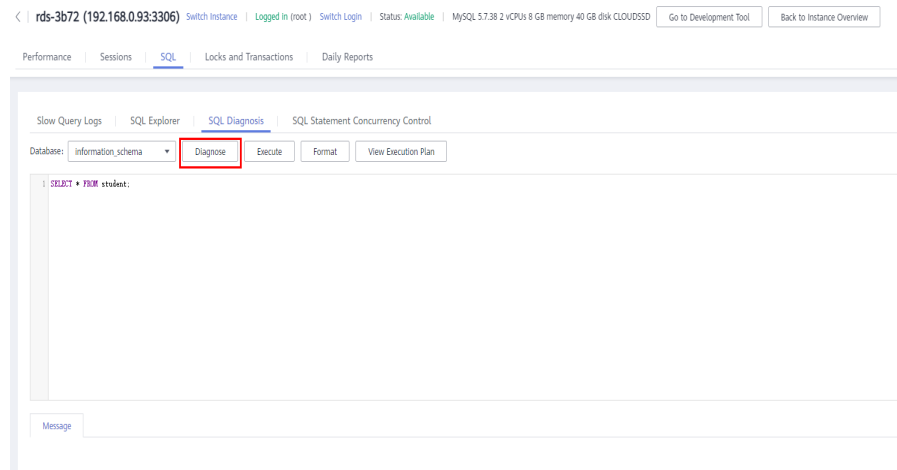 rds-3b72 (192.168.0.93:3306) Switch Instance Logged in (root ) Switch Login Status: Available MySQL 5.7.38 2 vCPUs 8 GB memory 40 GB disk CLOUDSSD Go to Development Tool Back to Instance Overview
Performance Sessions SQL Locks and Transactions Daily Reports
Slow Query Logs SQL Explorer SQL Diagnosis SQL Statement Concurrency Control
Database: information_schema Diagnose Execute Format View Execution Plan
1 SELECT * FROM student;
Message